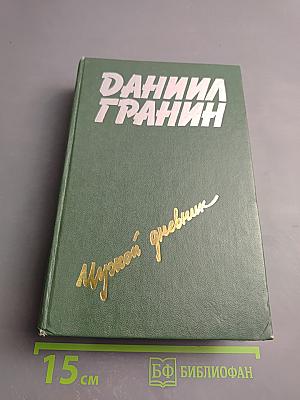 ДАНИИЛ
ГРАНИН
Чужой дневник
15 см
БФ БИБЛИОФАН